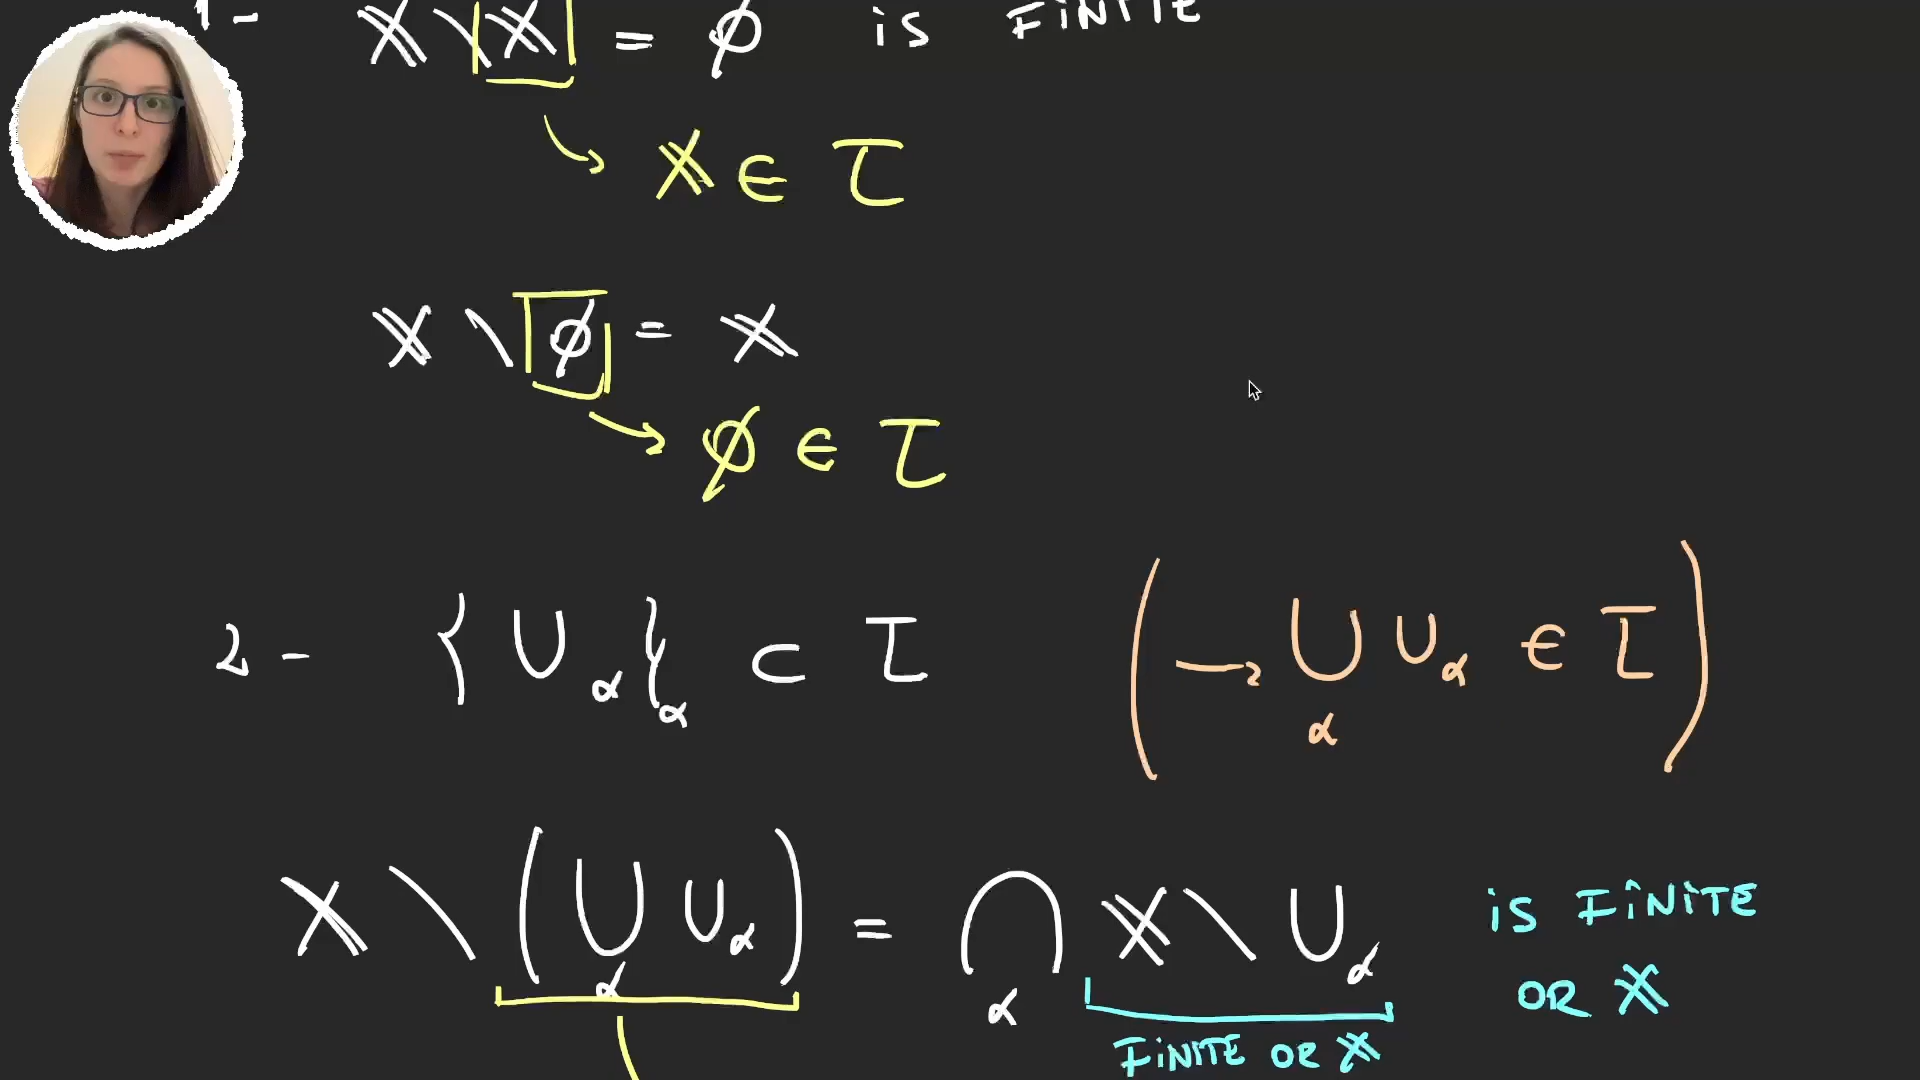 1- 𝕏 \ 𝕏 = ∅ is FINITE
→ 𝕏 ∈ τ
𝕏 \ ∅ = 𝕏
→ ∅ ∈ τ
2- { U_α }_α ⊂ τ ( → ⋃_α U_α ∈ τ )
𝕏 \ ( ⋃_α U_α ) = ⋂_α 𝕏 \ U_α is FINITE
OR 𝕏
FINITE OR 𝕏